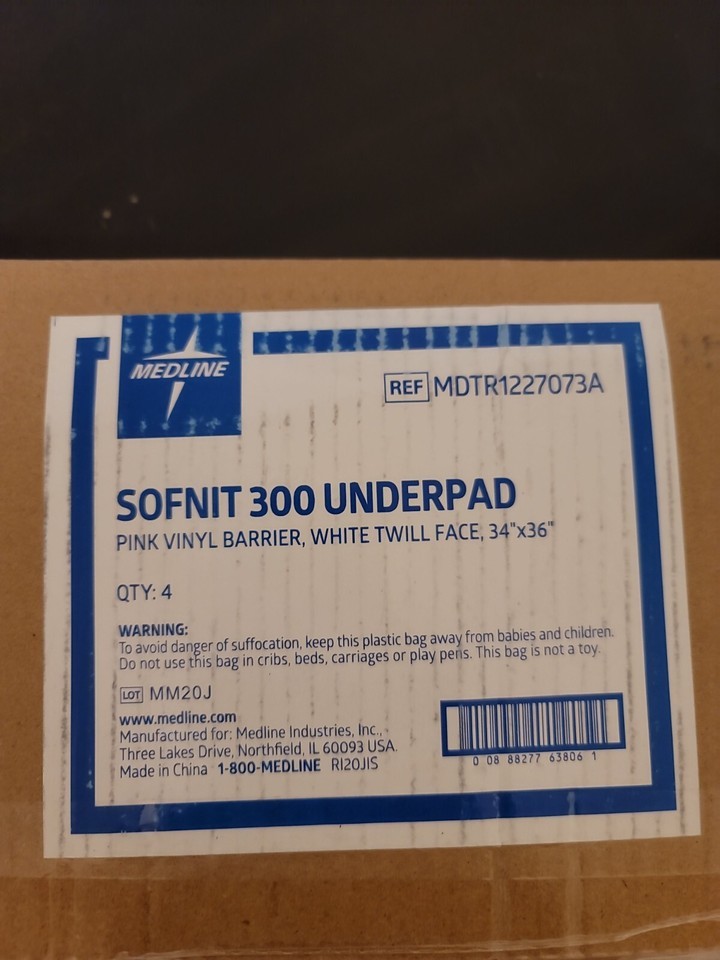 MEDLINE
REF MDTR1227073A
SOFNIT 300 UNDERPAD
PINK VINYL BARRIER, WHITE TWILL FACE, 34"x36"
QTY: 4
WARNING:
To avoid danger of suffocation, keep this plastic bag away from babies and children.
Do not use this bag in cribs, beds, carriages or play pens. This bag is not a toy.
LOT MM20J
www.medline.com
Manufactured for: Medline Industries, Inc.,
Three Lakes Drive, Northfield, IL 60093 USA.
Made in China 1-800-MEDLINE RI20JIS
0 08 88277 63806 1